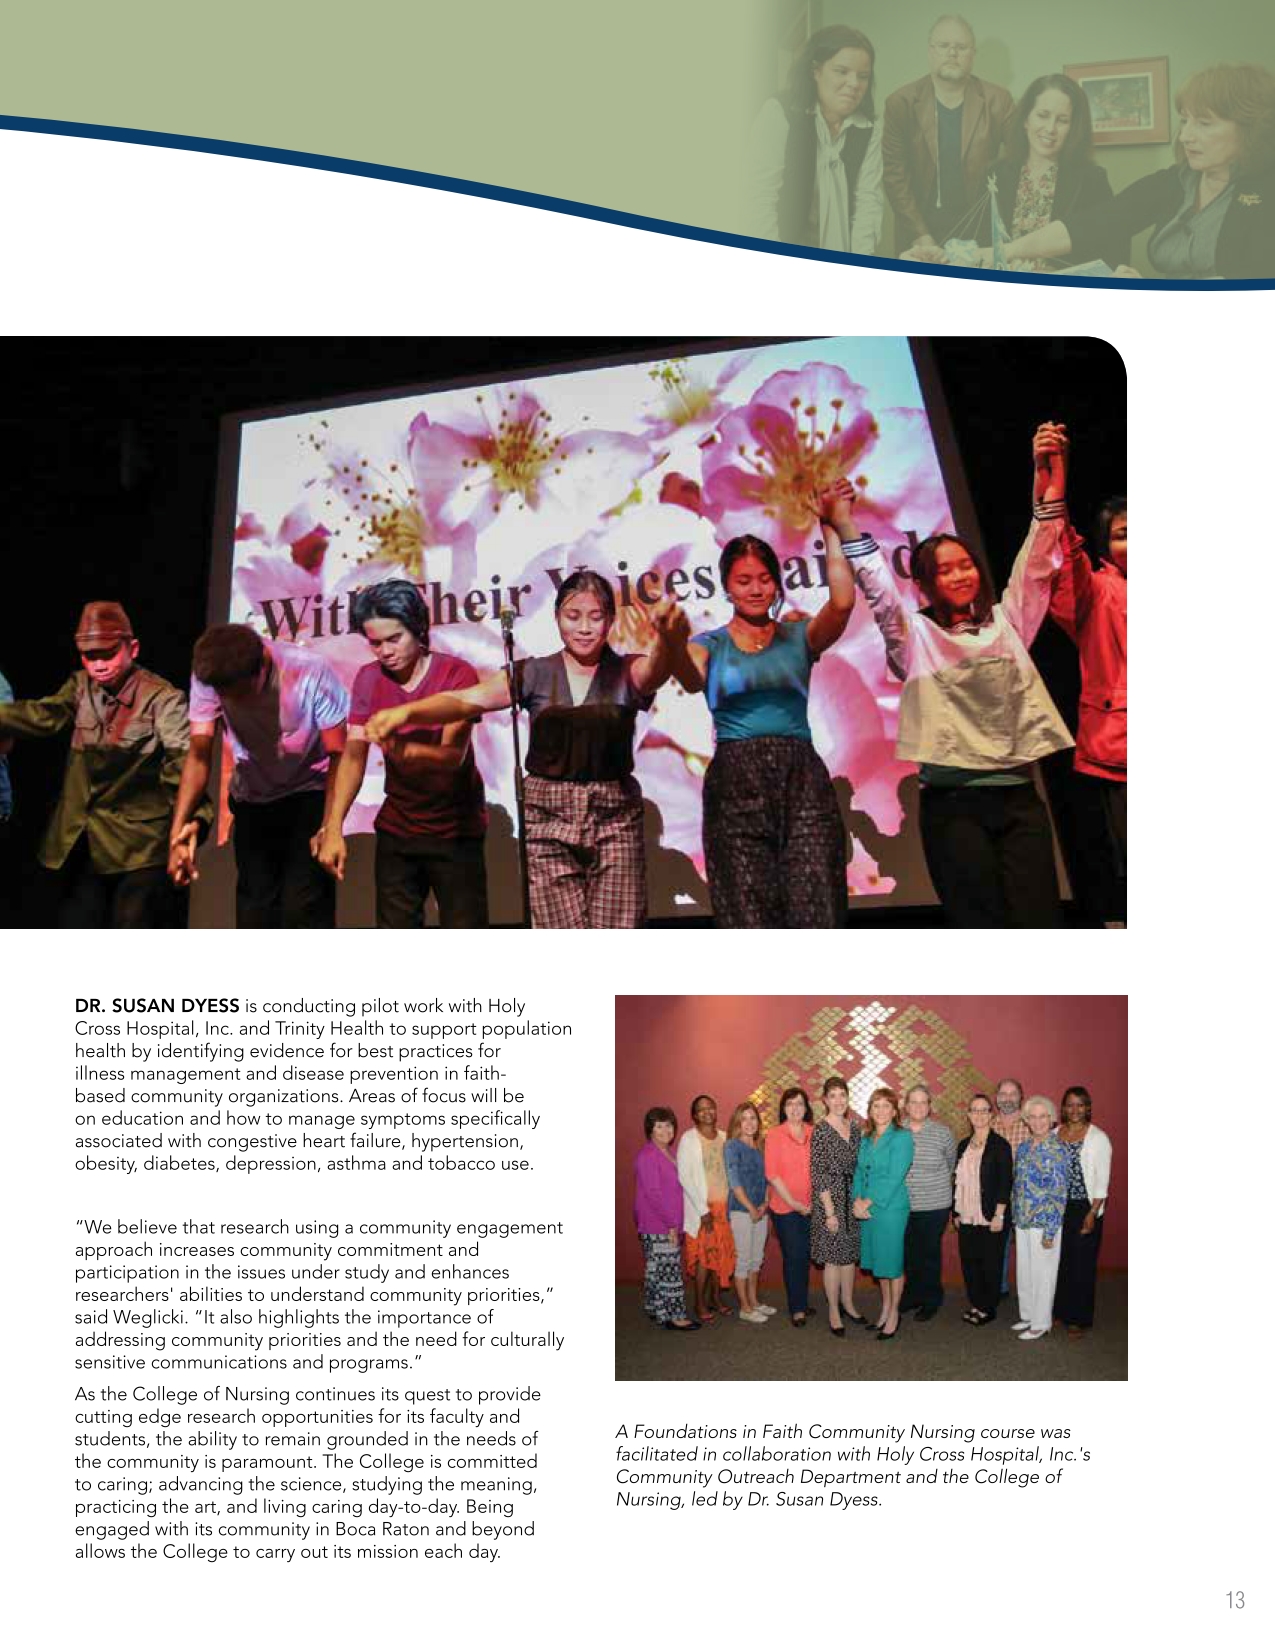 With Their Voices Raised
DR. SUSAN DYESS is conducting pilot work with Holy
Cross Hospital, Inc. and Trinity Health to support population
health by identifying evidence for best practices for
illness management and disease prevention in faith-
based community organizations. Areas of focus will be
on education and how to manage symptoms specifically
associated with congestive heart failure, hypertension,
obesity, diabetes, depression, asthma and tobacco use.
“We believe that research using a community engagement
approach increases community commitment and
participation in the issues under study and enhances
researchers' abilities to understand community priorities,”
said Weglicki. “It also highlights the importance of
addressing community priorities and the need for culturally
sensitive communications and programs.”
As the College of Nursing continues its quest to provide
cutting edge research opportunities for its faculty and
students, the ability to remain grounded in the needs of
the community is paramount. The College is committed
to caring; advancing the science, studying the meaning,
practicing the art, and living caring day-to-day. Being
engaged with its community in Boca Raton and beyond
allows the College to carry out its mission each day.
A Foundations in Faith Community Nursing course was
facilitated in collaboration with Holy Cross Hospital, Inc.'s
Community Outreach Department and the College of
Nursing, led by Dr. Susan Dyess.
13